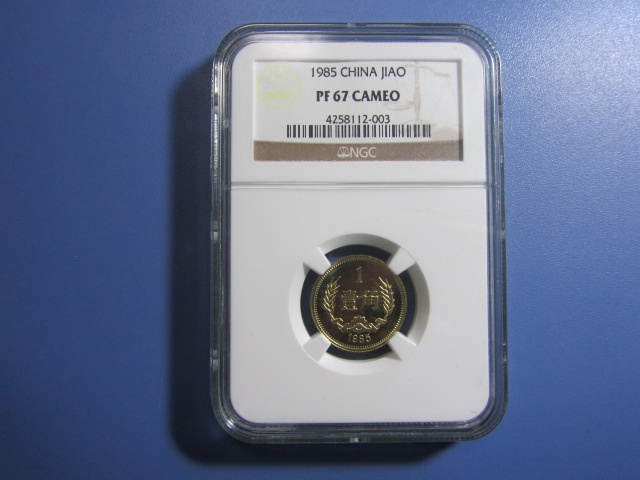 1985 CHINA JIAO
PF 67 CAMEO
4258112-003
NGC
1
壹角
1985